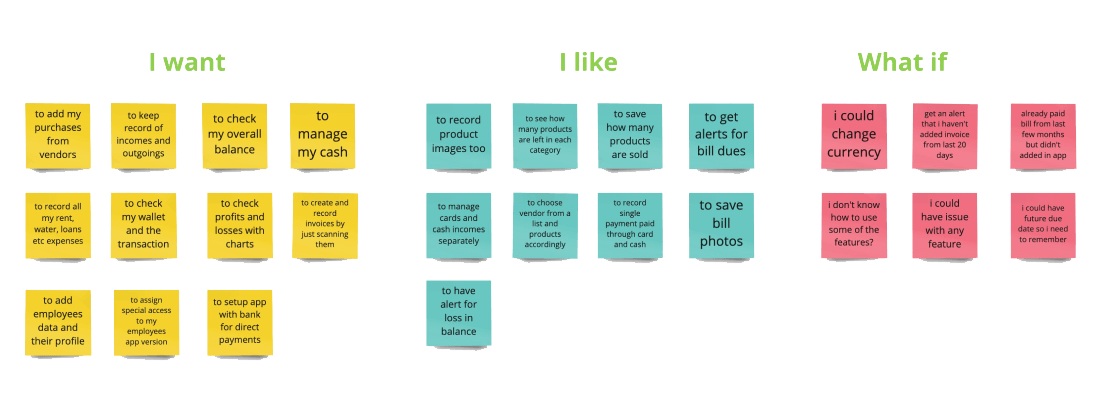 I want
to add my
purchases
from
vendors
to keep
record of
incomes and
outgoings
to check
my overall
balance
to
manage
my cash
to record all
my rent,
water, loans
etc expenses
to check
my wallet
and the
transaction
to check
profits and
losses with
charts
to create and
record
invoices by
just scanning
them
to add
employees
data and
their profile
to assign
special access
to my
employees
app version
to setup app
with bank
for direct
payments
I like
to record
product
images too
to see how
many products
are left in each
category
to save
how many
products
are sold
to get
alerts for
bill dues
to manage
cards and
cash incomes
separately
to choose
vendor from a
list and
products
accordingly
to record
single
payment paid
through card
and cash
to save
bill
photos
to have
alert for
loss in
balance
What if
i could
change
currency
get an alert
that i haven't
added invoice
from last 20
days
already paid
bill from last
few months
but didn't
added in app
i don't know
how to use
some of the
features?
i could
have issue
with any
feature
i could have
future due
date so i need
to remember